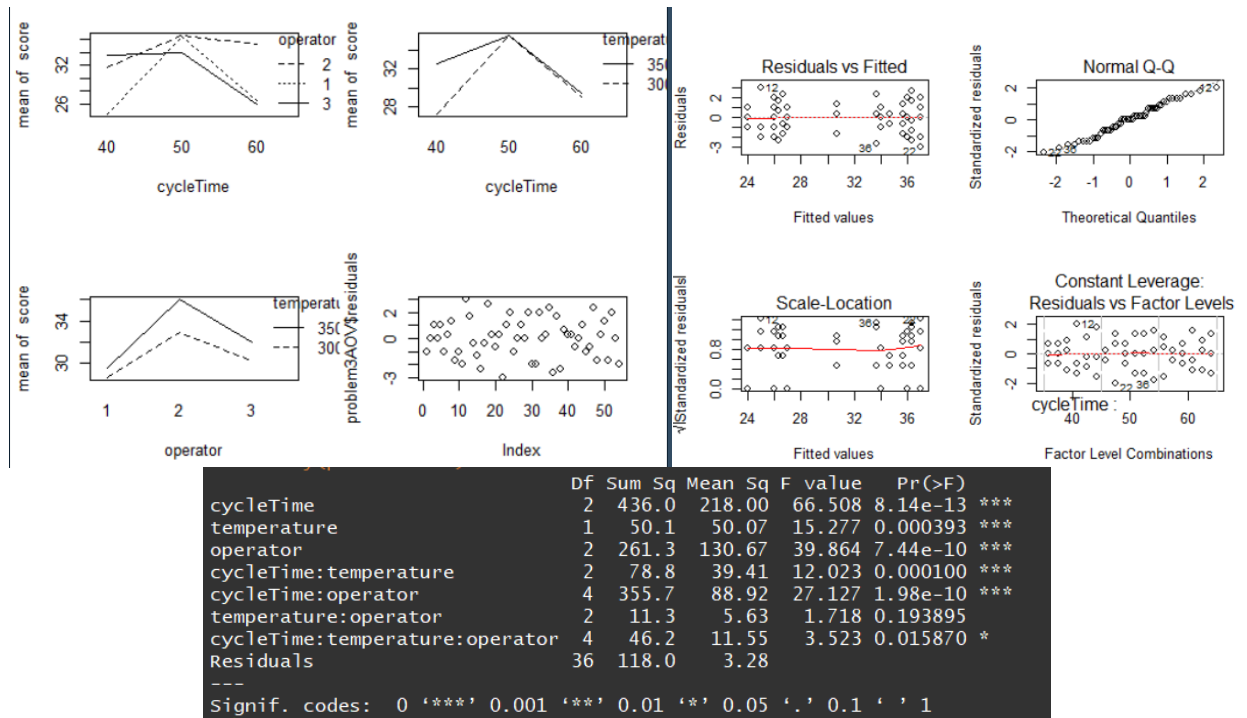 mean of score
32
26
operator
2
1
3
40 50 60
cycleTime
mean of score
32
28
temperatu
350
300
40 50 60
cycleTime
mean of score
34
30
temperatu
350
300
1 2 3
operator
problem3AOV$residuals
2
0
-3
0 10 20 30 40 50
Index
Residuals vs Fitted
Residuals
2
0
-3
12
36
22
24 28 32 36
Fitted values
Normal Q-Q
Standardized residuals
2
0
-2
12
22 36
-2 -1 0 1 2
Theoretical Quantiles
Scale-Location
√|Standardized residuals|
0.8
0.0
12
36
24 28 32 36
Fitted values
Constant Leverage:
Residuals vs Factor Levels
Standardized residuals
2
0
-2
12
22 36
cycleTime :
40 50 60
Factor Level Combinations
Df Sum Sq Mean Sq F value Pr(>F)
cycleTime 2 436.0 218.00 66.508 8.14e-13 ***
temperature 1 50.1 50.07 15.277 0.000393 ***
operator 2 261.3 130.67 39.864 7.44e-10 ***
cycleTime:temperature 2 78.8 39.41 12.023 0.000100 ***
cycleTime:operator 4 355.7 88.92 27.127 1.98e-10 ***
temperature:operator 2 11.3 5.63 1.718 0.193895
cycleTime:temperature:operator 4 46.2 11.55 3.523 0.015870 *
Residuals 36 118.0 3.28
---
Signif. codes: 0 ‘***’ 0.001 ‘**’ 0.01 ‘*’ 0.05 ‘.’ 0.1 ‘ ’ 1